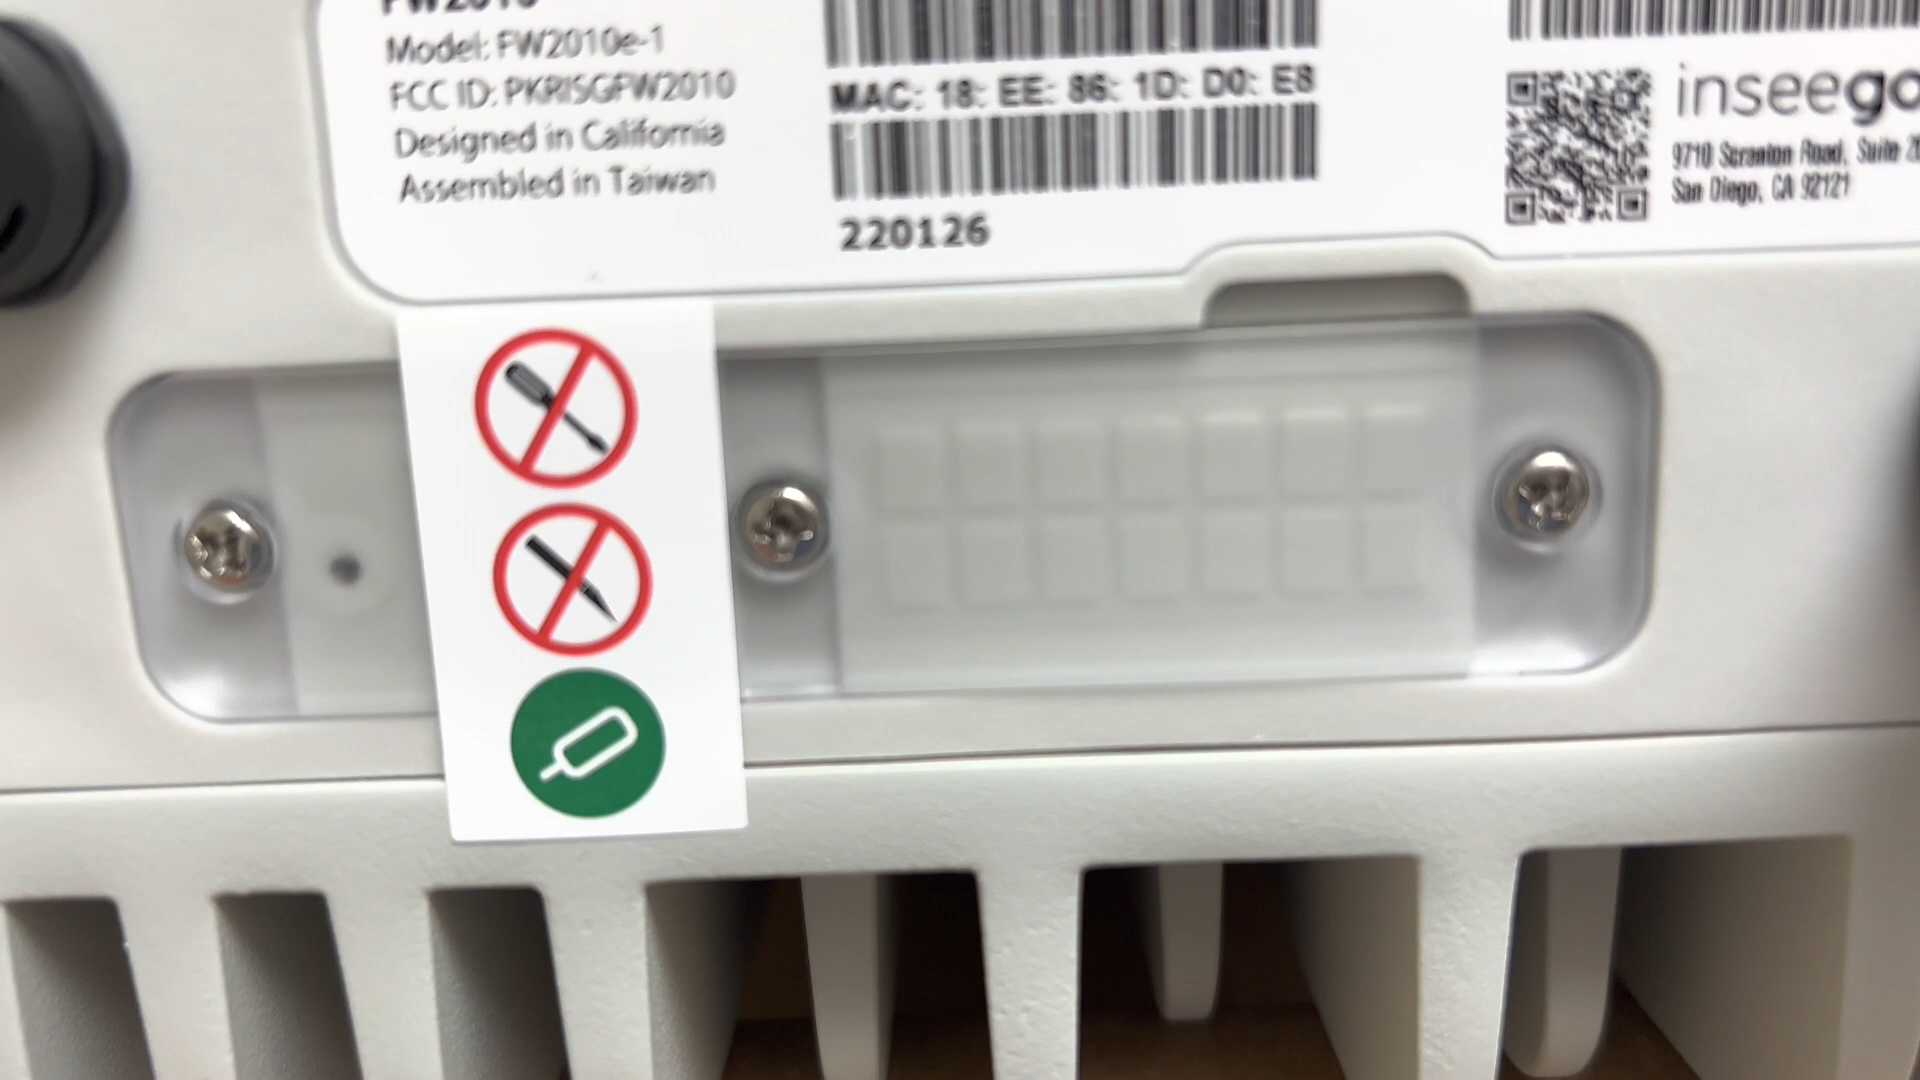 FW2010
Model: FW2010e-1
FCC ID: PKRISGFW2010
Designed in California
Assembled in Taiwan
MAC: 18: EE: 86: 1D: D0: E8
220126
inseego
9710 Scranton Road, Suite
San Diego, CA 92121